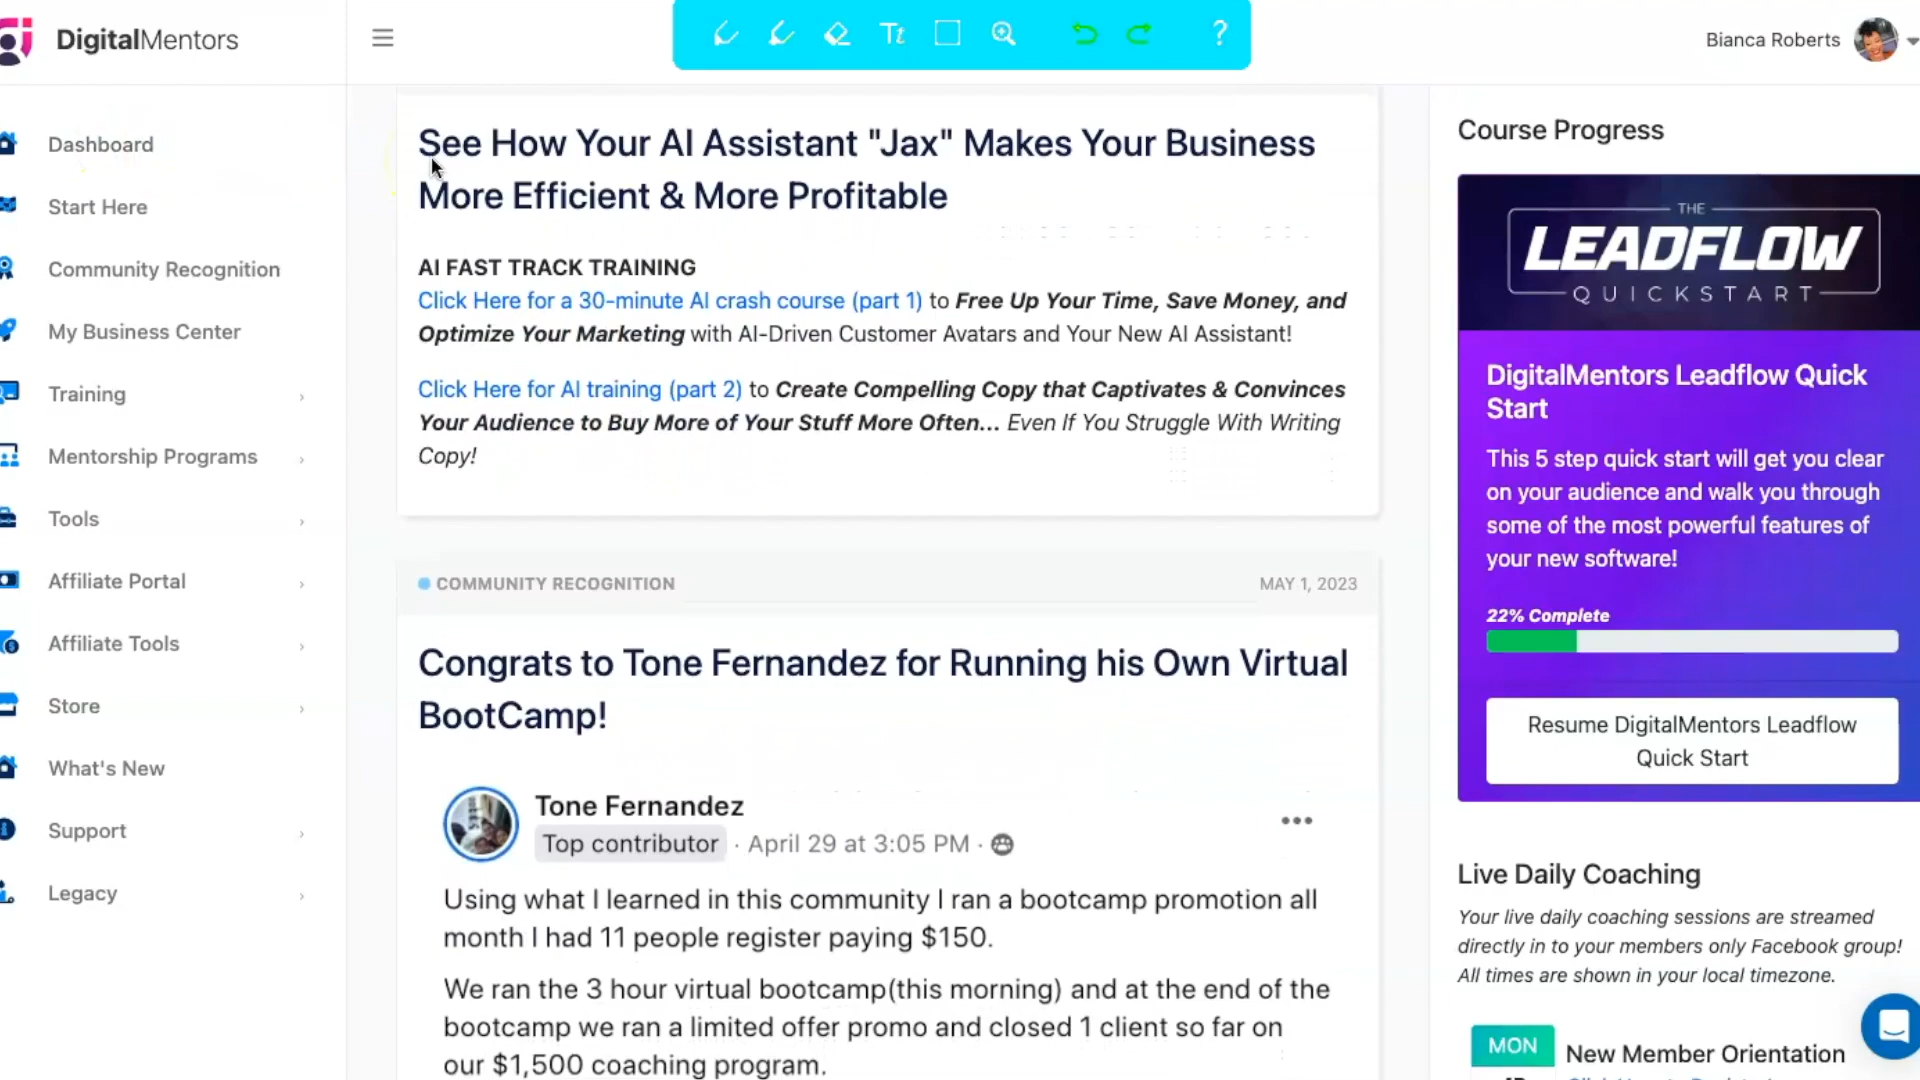 DigitalMentors
Tt
?
Bianca Roberts
Dashboard
Start Here
Community Recognition
My Business Center
Training
Mentorship Programs
Tools
Affiliate Portal
Affiliate Tools
Store
What's New
Support
Legacy
See How Your AI Assistant "Jax" Makes Your Business
More Efficient & More Profitable
AI FAST TRACK TRAINING
Click Here for a 30-minute AI crash course (part 1) to Free Up Your Time, Save Money, and
Optimize Your Marketing with AI-Driven Customer Avatars and Your New AI Assistant!
Click Here for AI training (part 2) to Create Compelling Copy that Captivates & Convinces
Your Audience to Buy More of Your Stuff More Often... Even If You Struggle With Writing
Copy!
COMMUNITY RECOGNITION
MAY 1, 2023
Congrats to Tone Fernandez for Running his Own Virtual
BootCamp!
Tone Fernandez
Top contributor · April 29 at 3:05 PM ·
Using what I learned in this community I ran a bootcamp promotion all
month I had 11 people register paying $150.
We ran the 3 hour virtual bootcamp(this morning) and at the end of the
bootcamp we ran a limited offer promo and closed 1 client so far on
our $1,500 coaching program.
Course Progress
THE
LEADFLOW
QUICKSTART
DigitalMentors Leadflow Quick
Start
This 5 step quick start will get you clear
on your audience and walk you through
some of the most powerful features of
your new software!
22% Complete
Resume DigitalMentors Leadflow
Quick Start
Live Daily Coaching
Your live daily coaching sessions are streamed
directly in to your members only Facebook group!
All times are shown in your local timezone.
MON
New Member Orientation